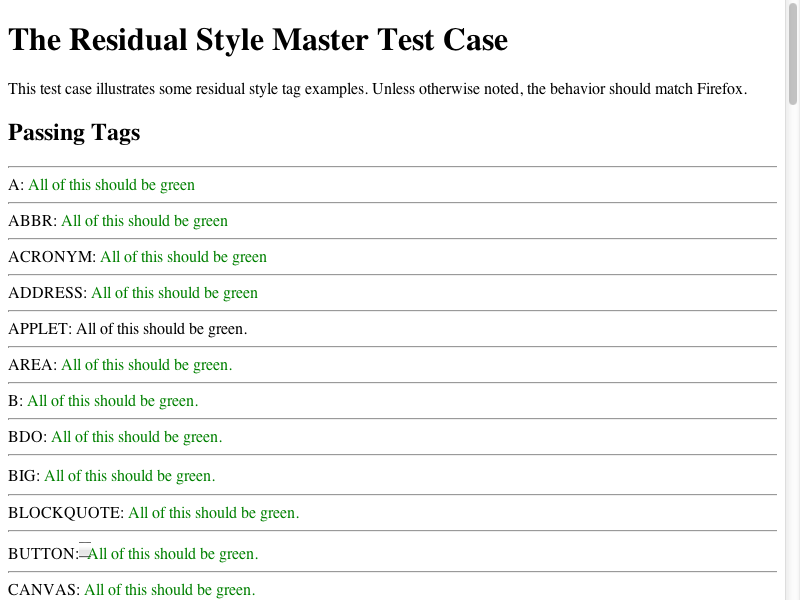 The Residual Style Master Test Case
This test case illustrates some residual style tag examples. Unless otherwise noted, the behavior should match Firefox.
Passing Tags
A: All of this should be green
ABBR: All of this should be green
ACRONYM: All of this should be green
ADDRESS: All of this should be green
APPLET: All of this should be green.
AREA: All of this should be green.
B: All of this should be green.
BDO: All of this should be green.
BIG: All of this should be green.
BLOCKQUOTE: All of this should be green.
BUTTON: All of this should be green.
CANVAS: All of this should be green.